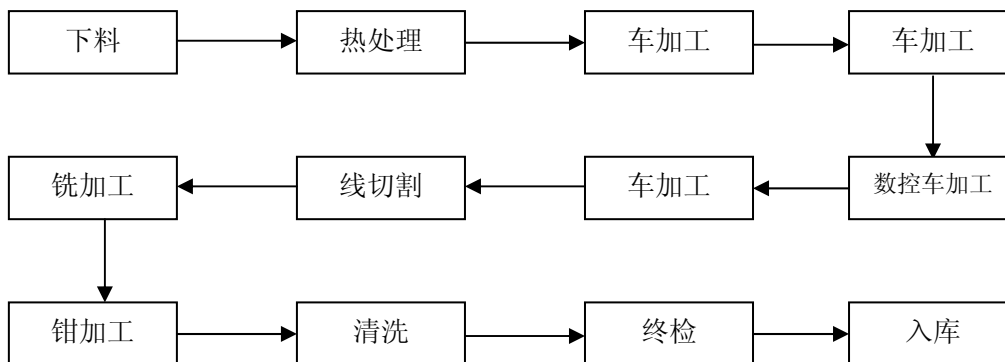 下料
热处理
车加工
车加工
铣加工
线切割
车加工
数控车加工
钳加工
清洗
终检
入库